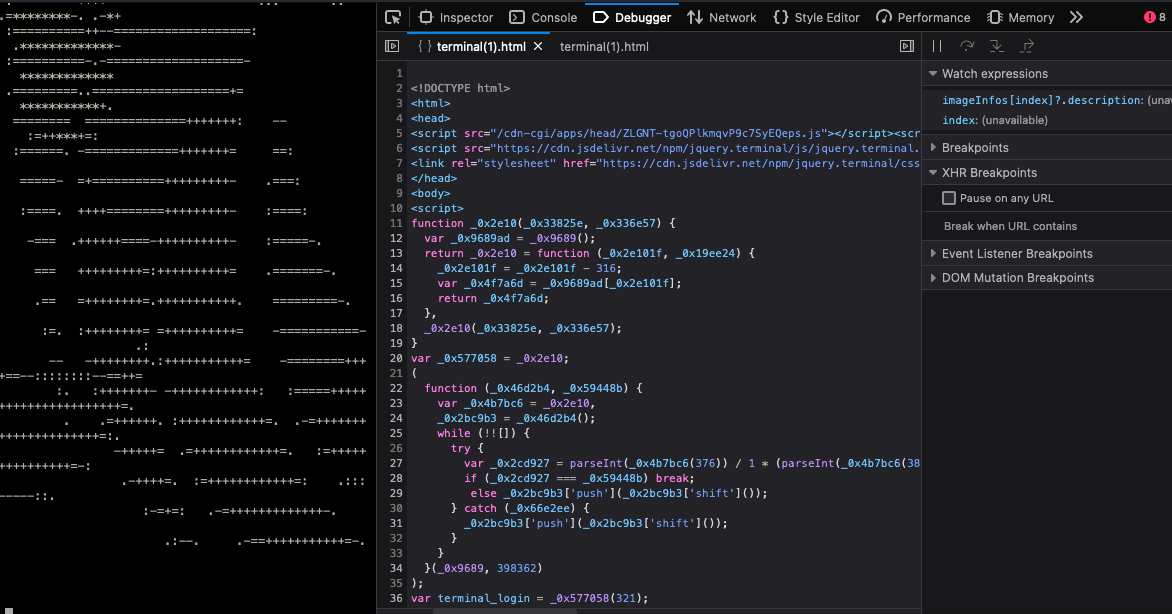 Inspector Console Debugger Network Style Editor Performance Memory 8
terminal(1).html terminal(1).html
1
2 <!DOCTYPE html>
3 <html>
4 <head>
5 <script src="/cdn-cgi/apps/head/ZLGNT-tgoQPlkmqvP9c7SyEQeps.js"></script><scr
6 <script src="https://cdn.jsdelivr.net/npm/jquery.terminal/js/jquery.terminal.
7 <link rel="stylesheet" href="https://cdn.jsdelivr.net/npm/jquery.terminal/css
8 </head>
9 <body>
10 <script>
11 function _0x2e10(_0x33825e, _0x336e57) {
12 var _0x9689ad = _0x9689();
13 return _0x2e10 = function (_0x2e101f, _0x19ee24) {
14 _0x2e101f = _0x2e101f - 316;
15 var _0x4f7a6d = _0x9689ad[_0x2e101f];
16 return _0x4f7a6d;
17 },
18 _0x2e10(_0x33825e, _0x336e57);
19 }
20 var _0x577058 = _0x2e10;
21 (
22 function (_0x46d2b4, _0x59448b) {
23 var _0x4b7bc6 = _0x2e10,
24 _0x2bc9b3 = _0x46d2b4();
25 while (!![]) {
26 try {
27 var _0x2cd927 = parseInt(_0x4b7bc6(376)) / 1 * (parseInt(_0x4b7bc6(38
28 if (_0x2cd927 === _0x59448b) break;
29 else _0x2bc9b3['push'](_0x2bc9b3['shift']());
30 } catch (_0x66e2ee) {
31 _0x2bc9b3['push'](_0x2bc9b3['shift']());
32 }
33 }
34 }(_0x9689, 398362)
35 );
36 var terminal_login = _0x577058(321);
Watch expressions
imageInfos[index]?.description: (unav
index: (unavailable)
Breakpoints
XHR Breakpoints
Pause on any URL
Break when URL contains
Event Listener Breakpoints
DOM Mutation Breakpoints